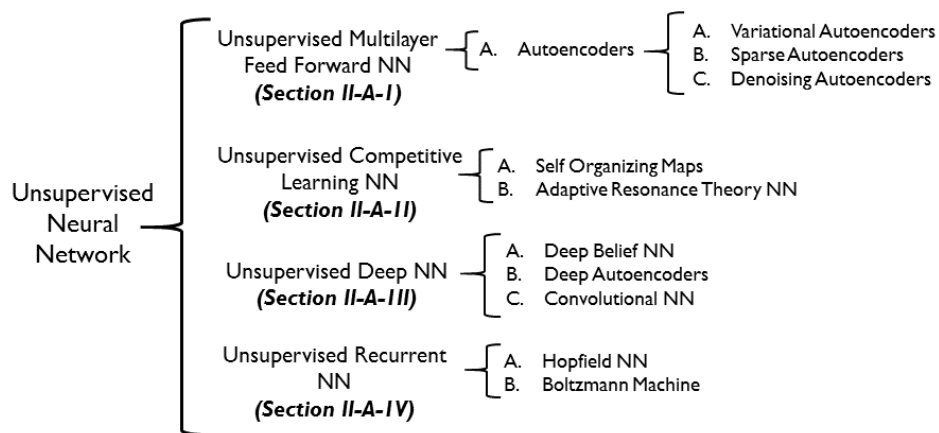 Unsupervised
Neural
Network
Unsupervised Multilayer
Feed Forward NN
(Section II-A-I)
A. Autoencoders
A. Variational Autoencoders
B. Sparse Autoencoders
C. Denoising Autoencoders
Unsupervised Competitive
Learning NN
(Section II-A-II)
A. Self Organizing Maps
B. Adaptive Resonance Theory NN
Unsupervised Deep NN
(Section II-A-III)
A. Deep Belief NN
B. Deep Autoencoders
C. Convolutional NN
Unsupervised Recurrent
NN
(Section II-A-IV)
A. Hopfield NN
B. Boltzmann Machine